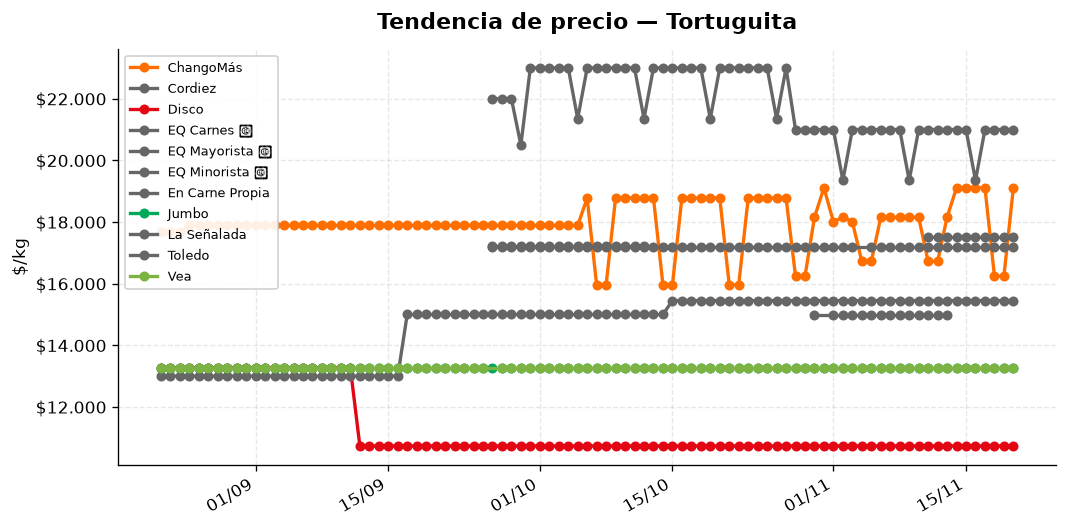 Tendencia de precio — Tortuguita
ChangoMás
Cordiez
Disco
EQ Carnes
EQ Mayorista
EQ Minorista
En Carne Propia
Jumbo
La Señalada
Toledo
Vea
$/kg
$22.000
$20.000
$18.000
$16.000
$14.000
$12.000
01/09
15/09
01/10
15/10
01/11
15/11